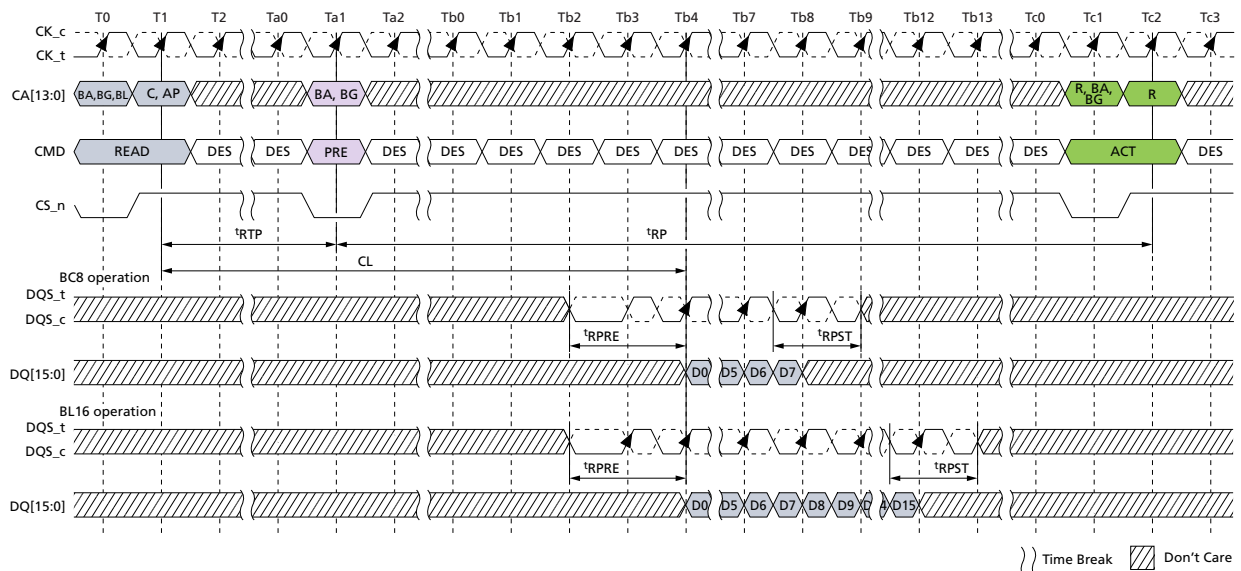 T0 T1 T2 Ta0 Ta1 Ta2 Tb0 Tb1 Tb2 Tb3 Tb4 Tb7 Tb8 Tb9 Tb12 Tb13 Tc0 Tc1 Tc2 Tc3
CK_c
CK_t
CA[13:0] BA,BG,BL C, AP BA, BG R, BA, BG R
CMD READ DES DES PRE DES DES DES DES DES DES DES DES DES DES DES DES ACT DES
CS_n
tRTP tRP
CL
BC8 operation
DQS_t
DQS_c
tRPRE tRPST
DQ[15:0] D0 D5 D6 D7
BL16 operation
DQS_t
DQS_c
tRPRE tRPST
DQ[15:0] D0 D5 D6 D7 D8 D9 D 4 D15
Time Break Don't Care